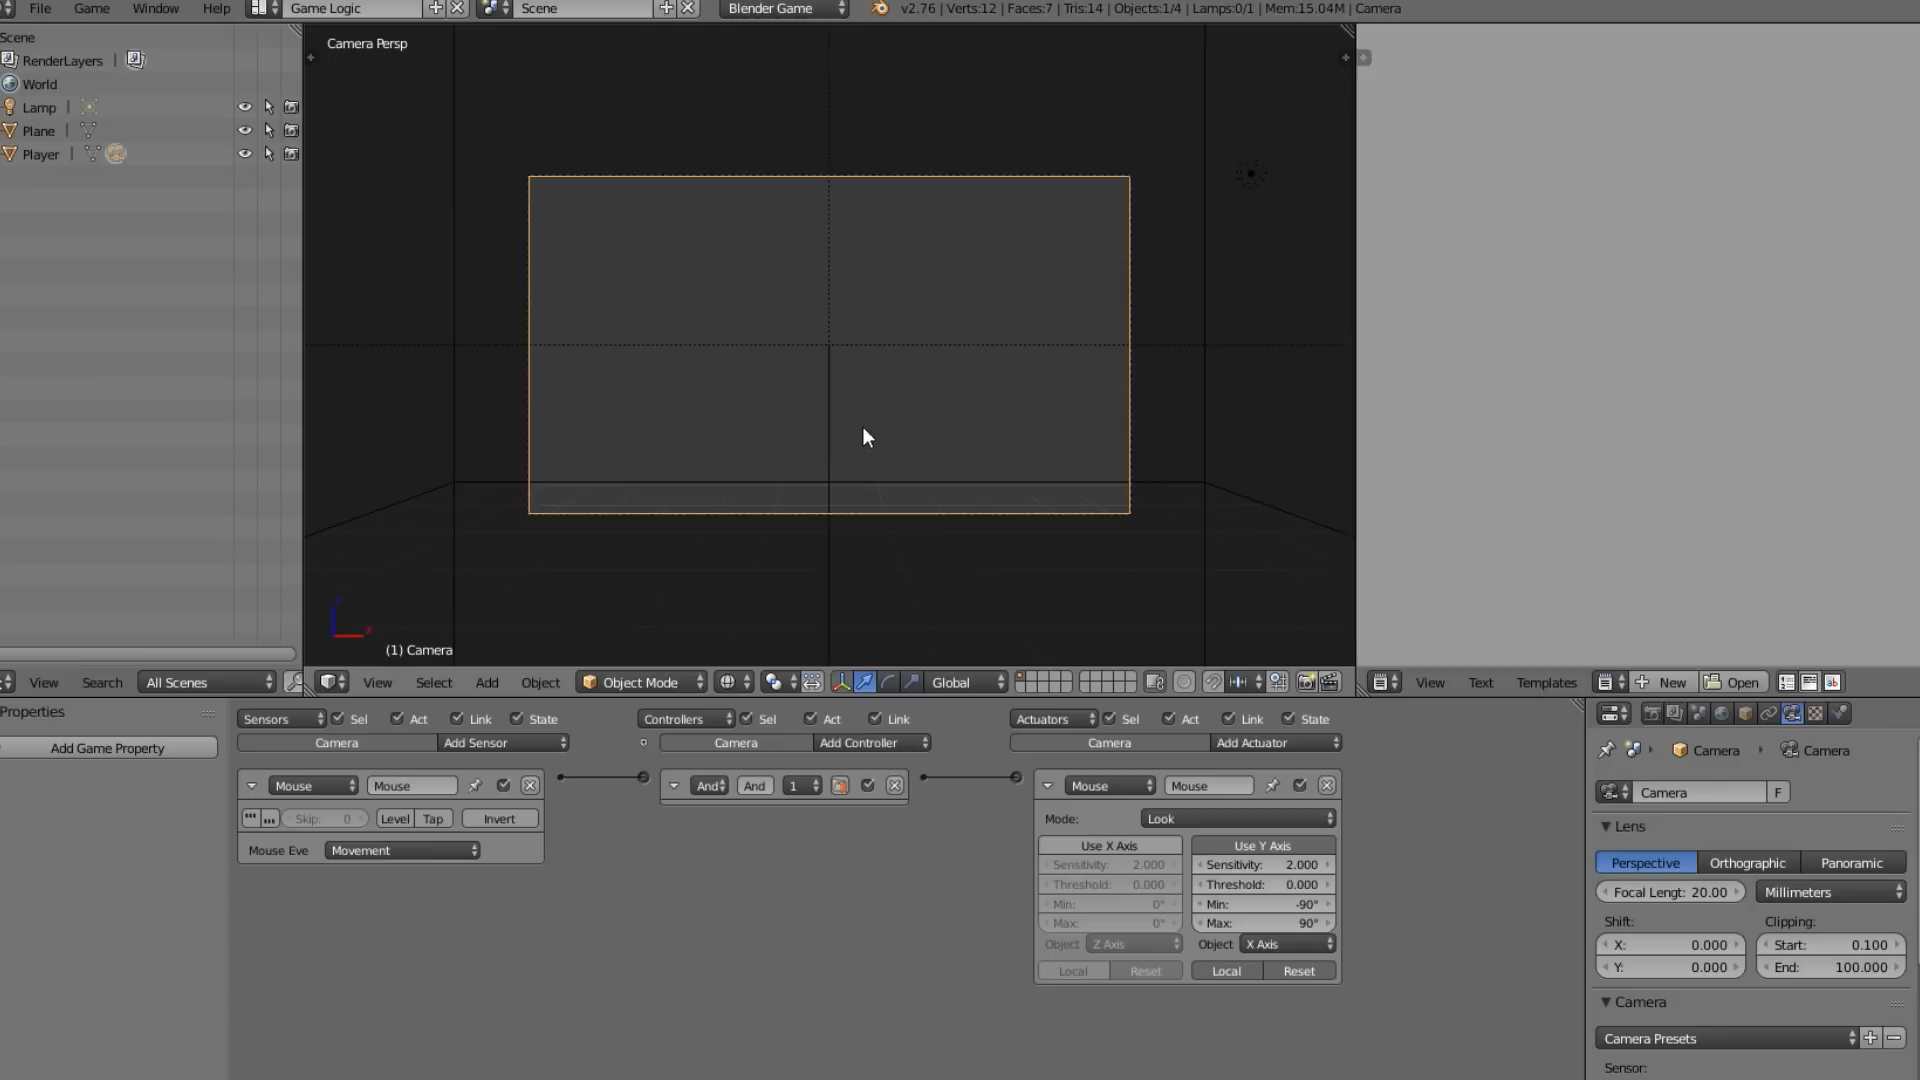 File Game Window Help Game Logic Scene Blender Game v2.76 | Verts:12 | Faces:7 | Tris:14 | Objects:1/4 | Lamps:0/1 | Mem:15.04M | Camera
Scene
RenderLayers
World
Lamp
Plane
Player
Camera Persp
(1) Camera
View Search All Scenes
View Select Add Object Object Mode Global
View Text Templates New Open
Properties
Add Game Property
Sensors Sel Act Link State
Camera Add Sensor
Mouse Mouse
Skip: 0 Level Tap Invert
Mouse Eve Movement
Controllers Sel Act Link
Camera Add Controller
And And 1
Actuators Sel Act Link State
Camera Add Actuator
Mouse Mouse
Mode: Look
Use X Axis Use Y Axis
Sensitivity: 2.000 Sensitivity: 2.000
Threshold: 0.000 Threshold: 0.000
Min: 0° Min: -90°
Max: 0° Max: 90°
Object Z Axis Object X Axis
Local Reset Local Reset
Camera Camera
Camera F
Lens
Perspective Orthographic Panoramic
Focal Lengt: 20.00 Millimeters
Shift: Clipping:
X: 0.000 Start: 0.100
Y: 0.000 End: 100.000
Camera
Camera Presets
Sensor: